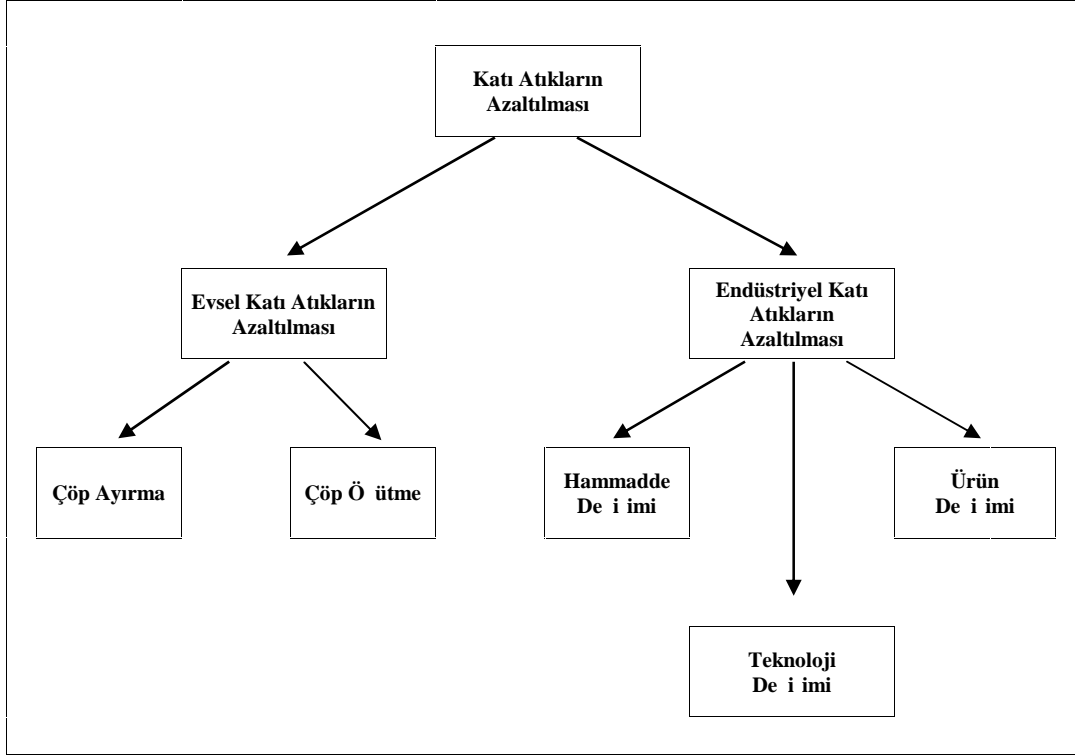 Katı Atıkların
Azaltılması
Evsel Katı Atıkların
Azaltılması
Endüstriyel Katı
Atıkların
Azaltılması
Çöp Ayırma
Çöp Ö ütme
Hammadde
De i imi
Ürün
De i imi
Teknoloji
De i imi